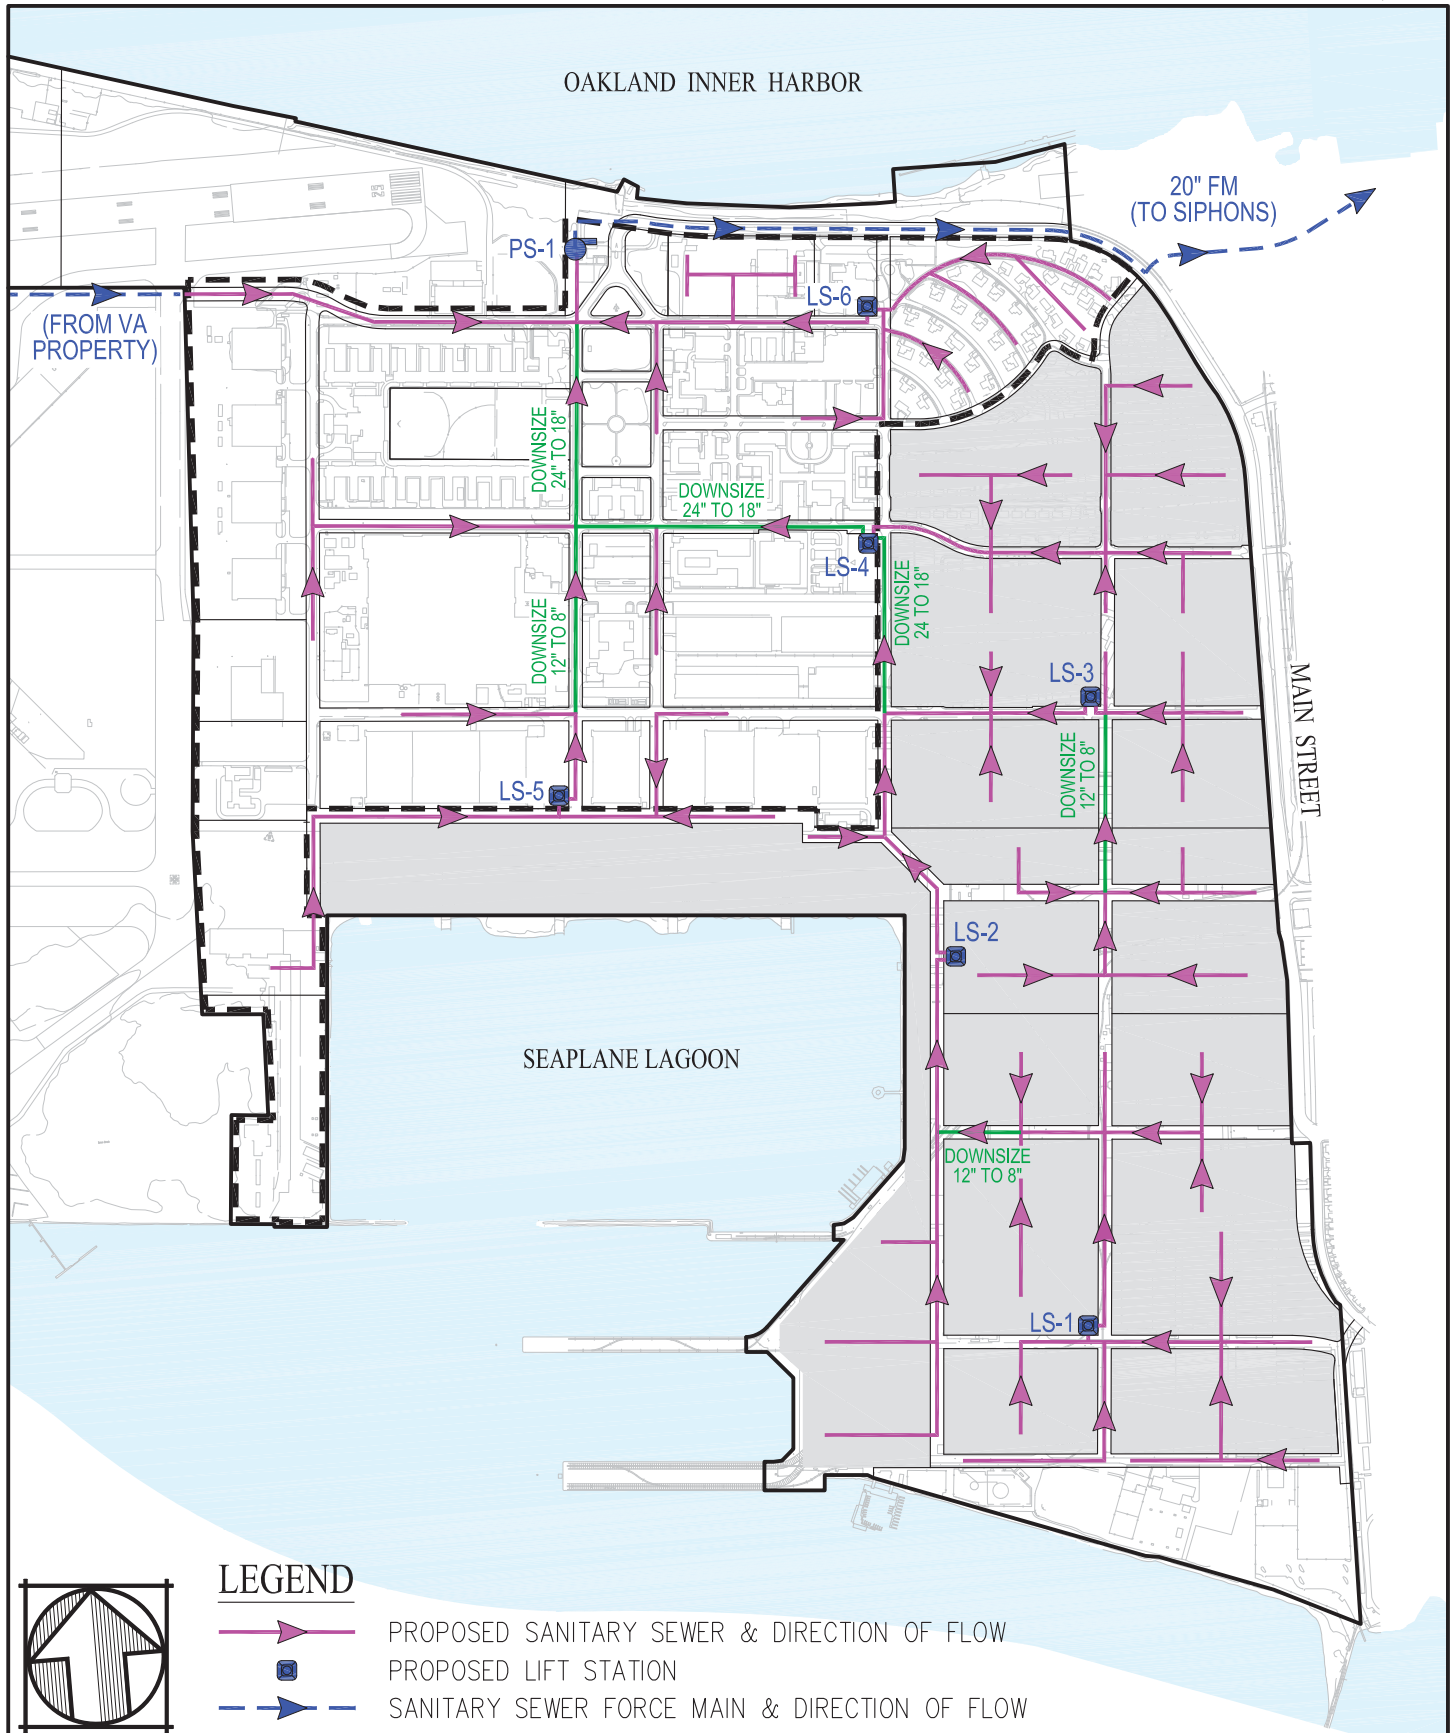 OAKLAND INNER HARBOR
20" FM
(TO SIPHONS)
PS-1
LS-6
(FROM VA
PROPERTY)
DOWNSIZE
24" TO 18"
DOWNSIZE
24" TO 18"
LS-4
DOWNSIZE
24 TO 18"
DOWNSIZE
12" TO 8"
LS-3
MAIN STREET
DOWNSIZE
12" TO 8"
LS-5
LS-2
SEAPLANE LAGOON
DOWNSIZE
12" TO 8"
LS-1
LEGEND
PROPOSED SANITARY SEWER & DIRECTION OF FLOW
PROPOSED LIFT STATION
SANITARY SEWER FORCE MAIN & DIRECTION OF FLOW